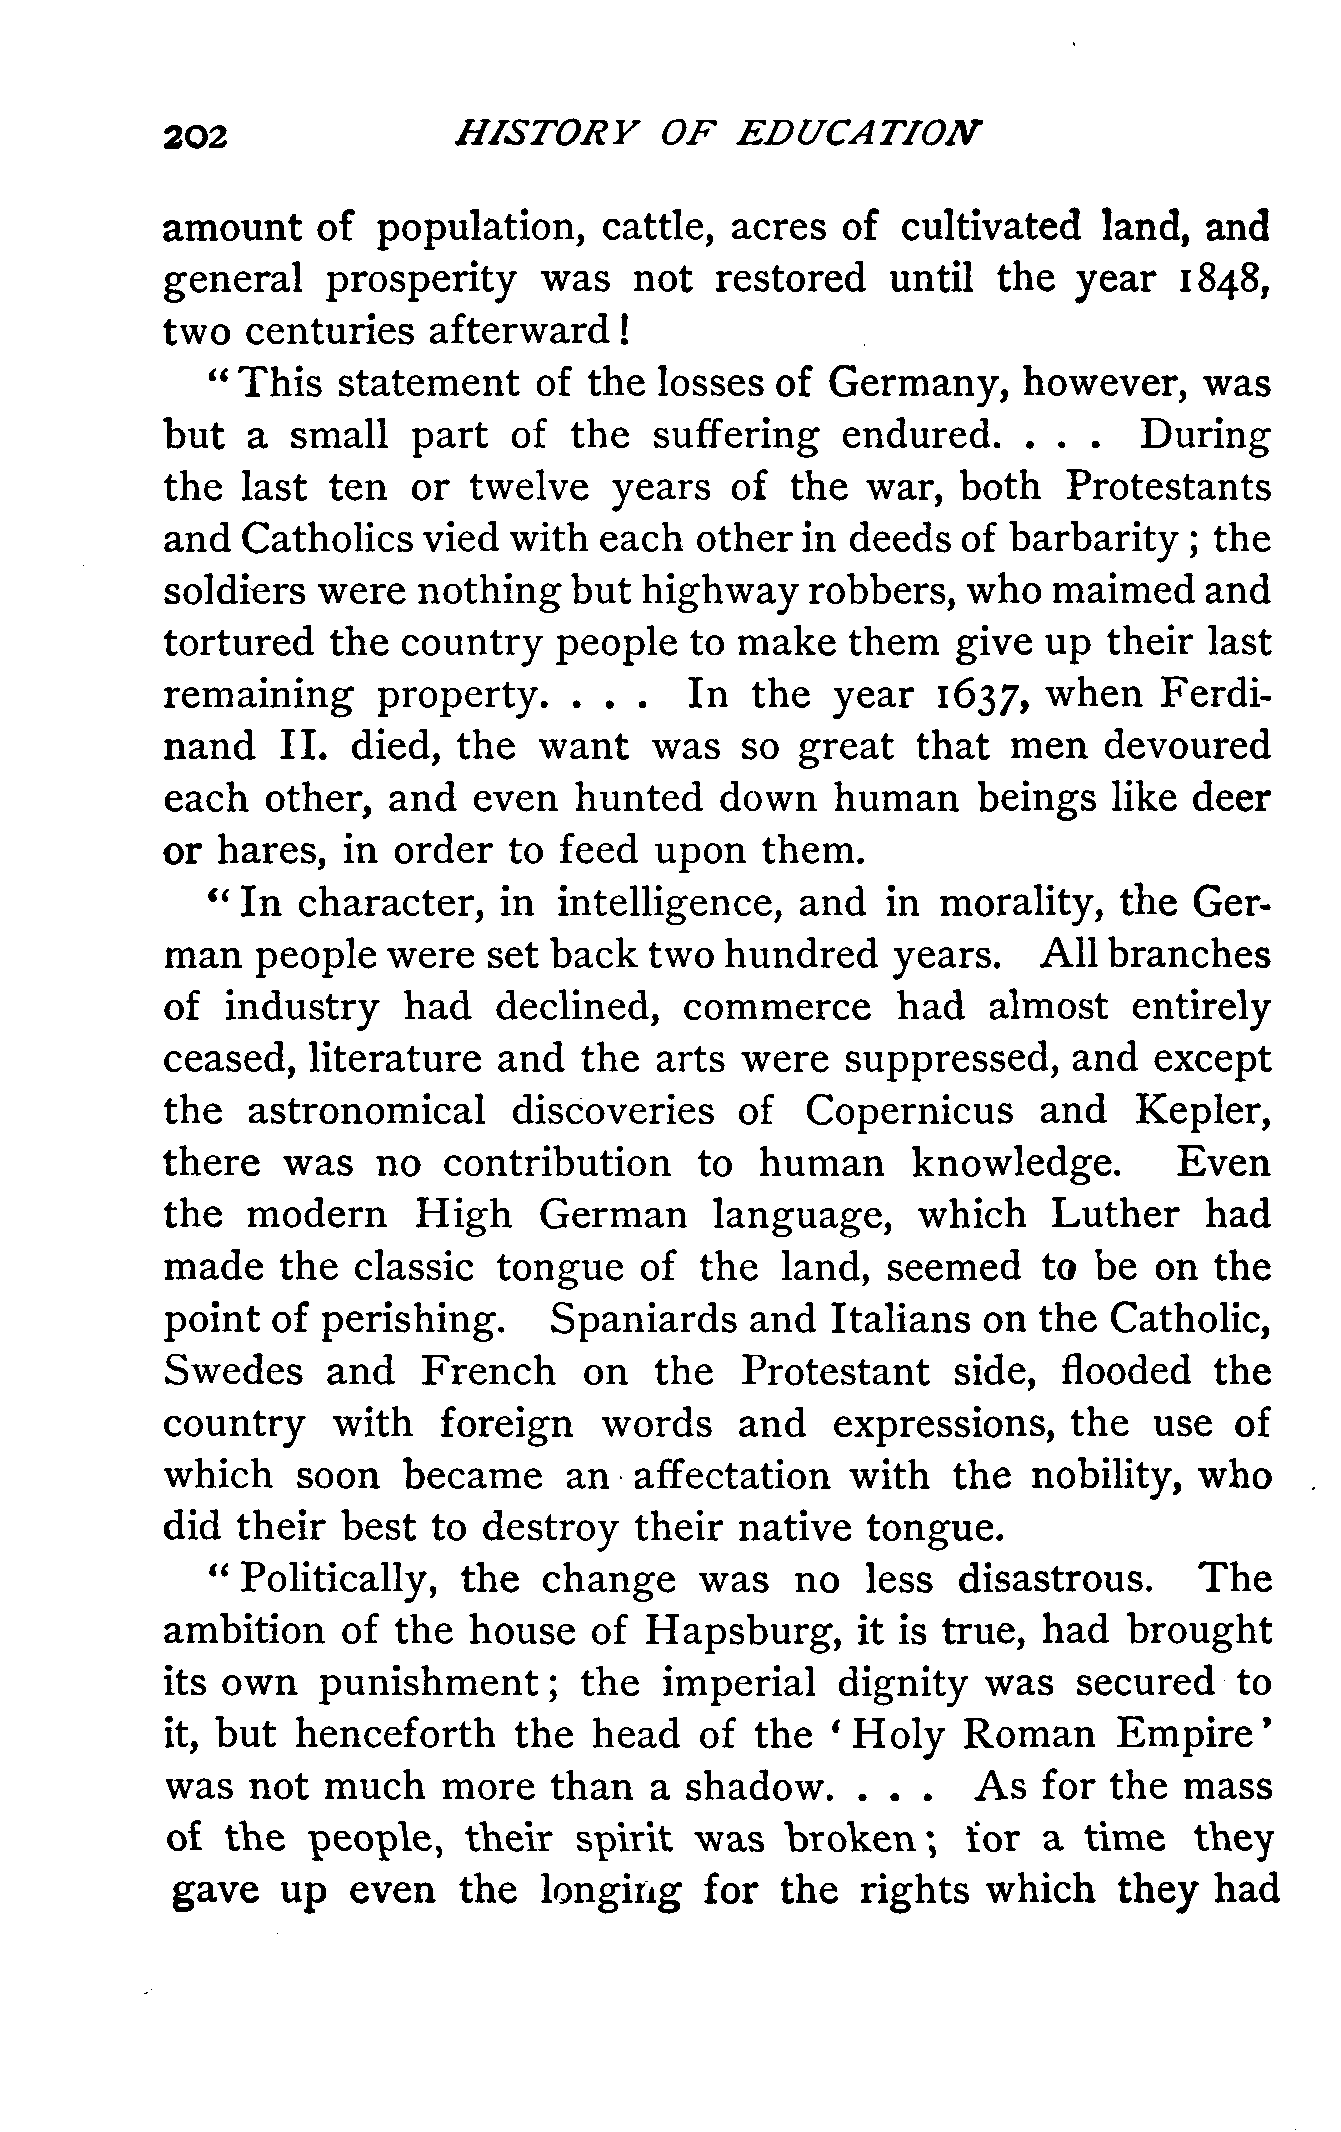 202 HISTORY OF EDUCATION
amount of population, cattle, acres of cultivated land, and
general prosperity was not restored until the year 1848,
two centuries afterward!
“This statement of the losses of Germany, however, was
but a small part of the suffering endured. . . . During
the last ten or twelve years of the war, both Protestants
and Catholics vied with each other in deeds of barbarity; the
soldiers were nothing but highway robbers, who maimed and
tortured the country people to make them give up their last
remaining property. . . . In the year 1637, when Ferdi-
nand II. died, the want was so great that men devoured
each other, and even hunted down human beings like deer
or hares, in order to feed upon them.
“In character, in intelligence, and in morality, the Ger-
man people were set back two hundred years. All branches
of industry had declined, commerce had almost entirely
ceased, literature and the arts were suppressed, and except
the astronomical discoveries of Copernicus and Kepler,
there was no contribution to human knowledge. Even
the modern High German language, which Luther had
made the classic tongue of the land, seemed to be on the
point of perishing. Spaniards and Italians on the Catholic,
Swedes and French on the Protestant side, flooded the
country with foreign words and expressions, the use of
which soon became an affectation with the nobility, who
did their best to destroy their native tongue.
“Politically, the change was no less disastrous. The
ambition of the house of Hapsburg, it is true, had brought
its own punishment; the imperial dignity was secured to
it, but henceforth the head of the ‘Holy Roman Empire’
was not much more than a shadow. . . . As for the mass
of the people, their spirit was broken; for a time they
gave up even the longing for the rights which they had